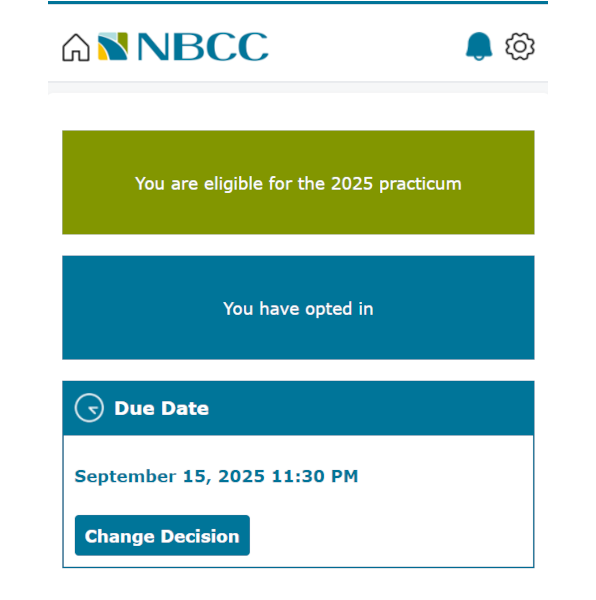 NBCC
You are eligible for the 2025 practicum
You have opted in
Due Date
September 15, 2025 11:30 PM
Change Decision